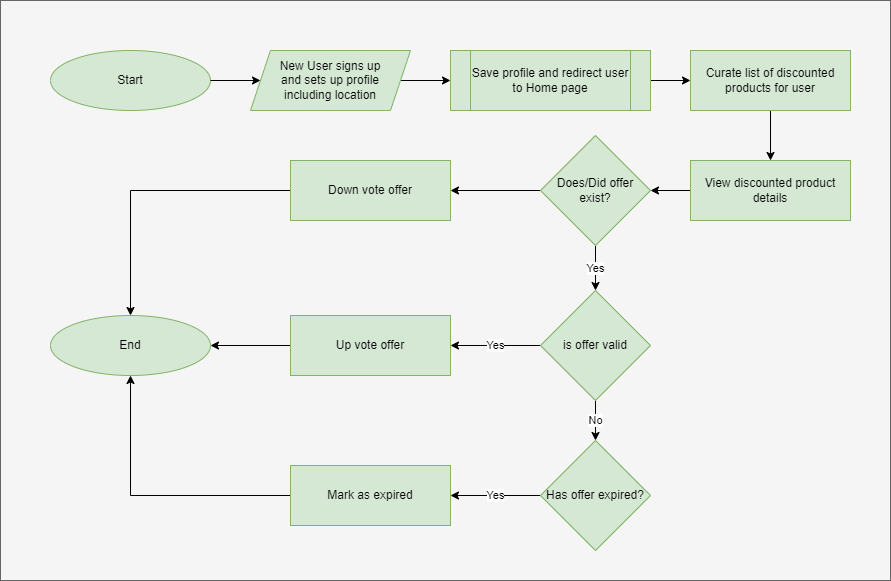 Start
New User signs up
and sets up profile
including location
Save profile and redirect user
to Home page
Curate list of discounted
products for user
View discounted product
details
Does/Did offer
exist?
Down vote offer
Yes
is offer valid
Yes
Up vote offer
End
No
Has offer expired?
Yes
Mark as expired